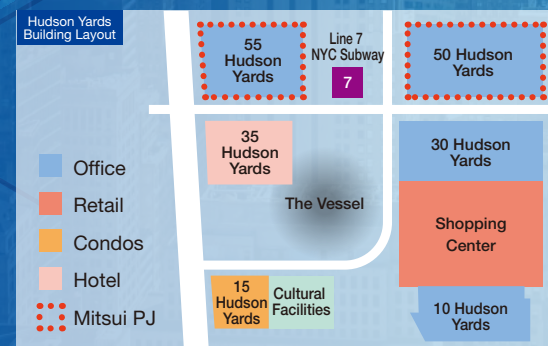 Hudson Yards
Building Layout
55
Hudson
Yards
Line 7
NYC Subway
7
50 Hudson
Yards
35
Hudson
Yards
30 Hudson
Yards
Office
Retail
Condos
Hotel
Mitsui PJ
The Vessel
Shopping
Center
15
Hudson
Yards
Cultural
Facilities
10 Hudson
Yards